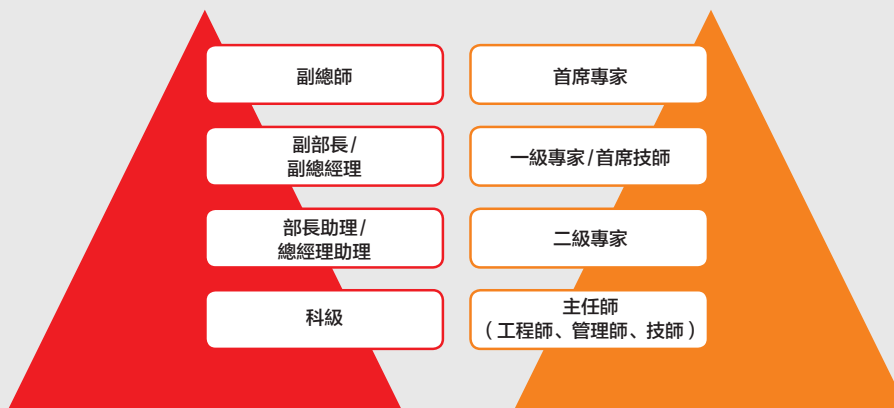 副總師
首席專家
副部長/
副總經理
一級專家/首席技師
部長助理/
總經理助理
二級專家
科級
主任師
（工程師、管理師、技師）